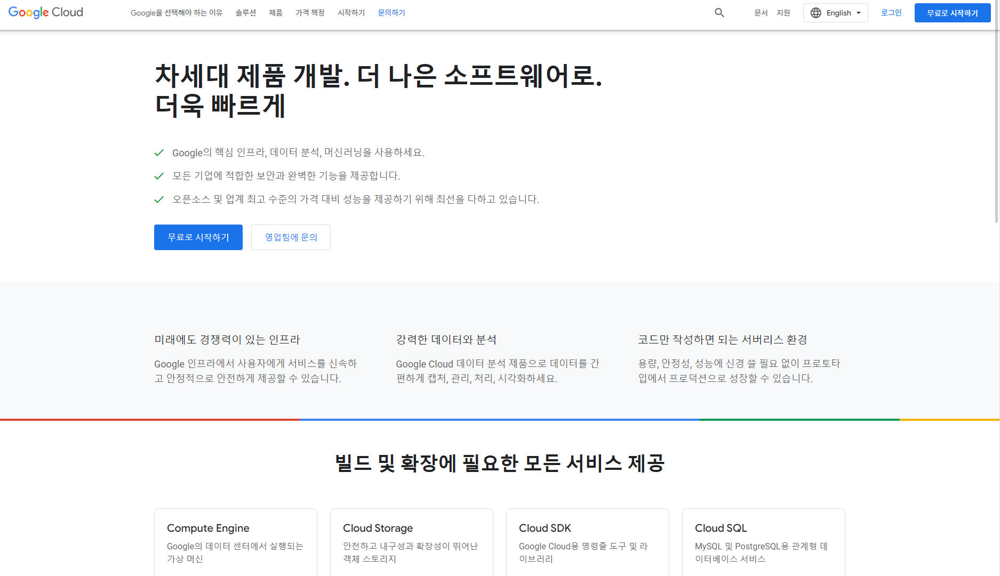 Google Cloud
Google을 선택해야 하는 이유 솔루션 제품 가격 책정 시작하기 문의하기
문서 지원 English 로그인 무료로 시작하기
차세대 제품 개발. 더 나은 소프트웨어로.
더욱 빠르게
Google의 핵심 인프라, 데이터 분석, 머신러닝을 사용하세요.
모든 기업에 적합한 보안과 완벽한 기능을 제공합니다.
오픈소스 및 업계 최고 수준의 가격 대비 성능을 제공하기 위해 최선을 다하고 있습니다.
무료로 시작하기 영업팀에 문의
미래에도 경쟁력이 있는 인프라
Google 인프라에서 사용자에게 서비스를 신속하
고 안정적으로 안전하게 제공할 수 있습니다.
강력한 데이터와 분석
Google Cloud 데이터 분석 제품으로 데이터를 간
편하게 캡처, 관리, 처리, 시각화하세요.
코드만 작성하면 되는 서버리스 환경
용량, 안정성, 성능에 신경 쓸 필요 없이 프로토타
입에서 프로덕션으로 성장할 수 있습니다.
빌드 및 확장에 필요한 모든 서비스 제공
Compute Engine
Google의 데이터 센터에서 실행되는
가상 머신
Cloud Storage
안전하고 내구성과 확장성이 뛰어난
객체 스토리지
Cloud SDK
Google Cloud용 명령줄 도구 및 라
이브러리
Cloud SQL
MySQL 및 PostgreSQL용 관계형 데
이터베이스 서비스